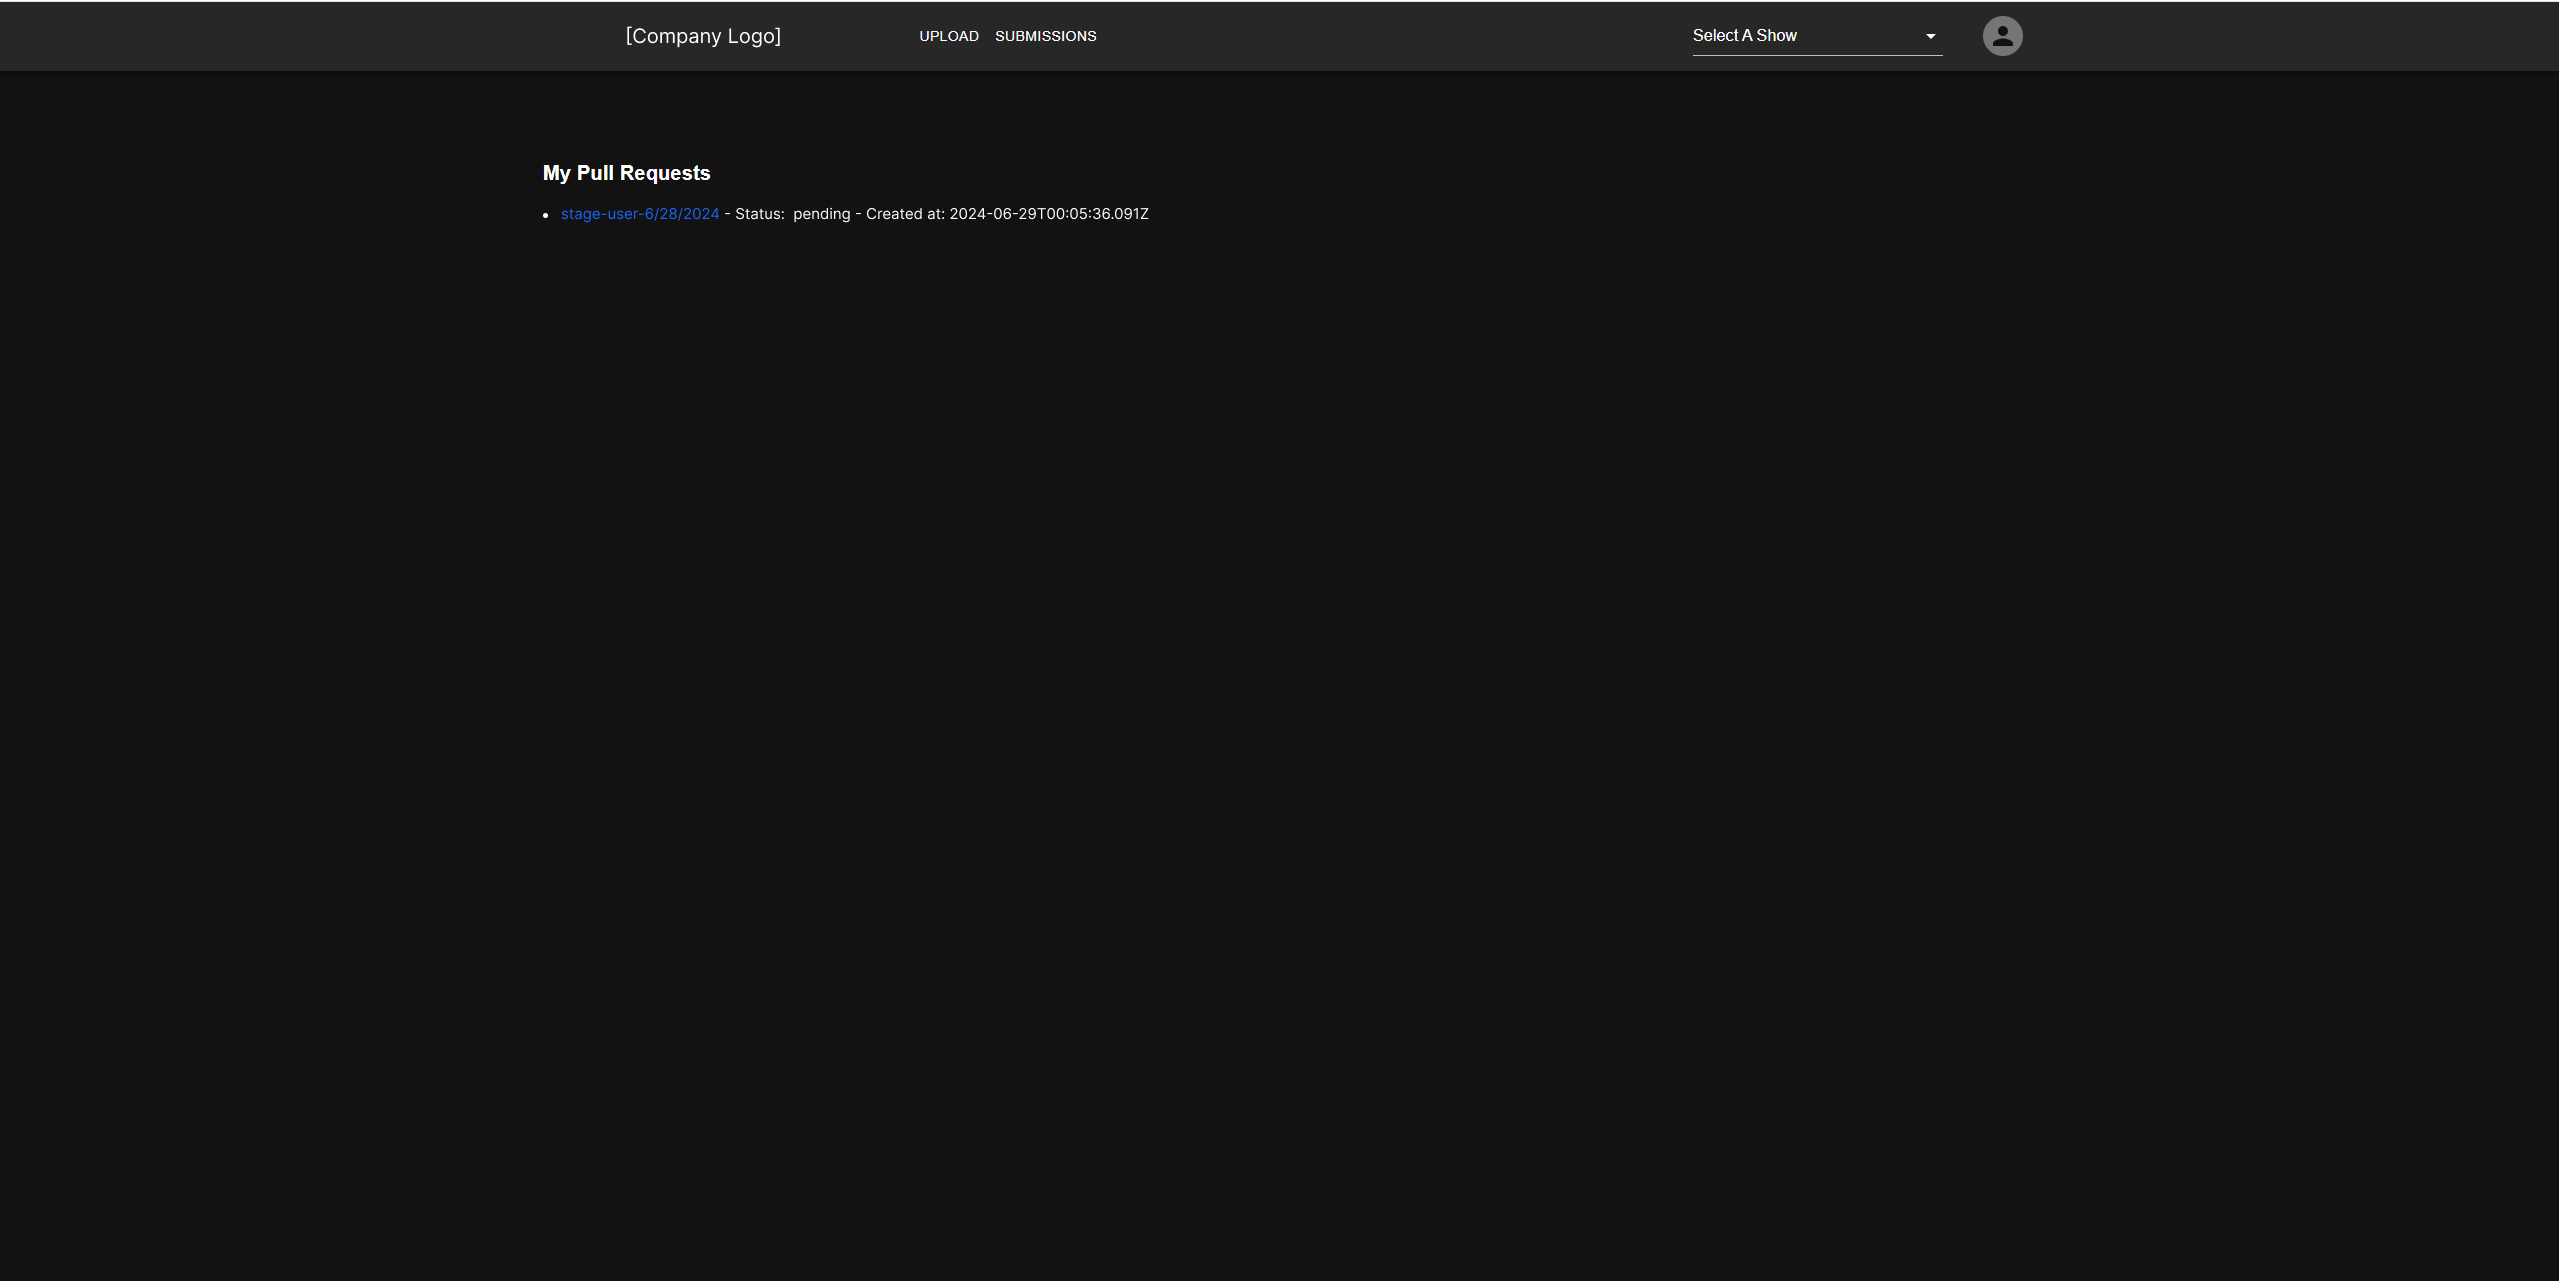 [Company Logo] UPLOAD SUBMISSIONS Select A Show
My Pull Requests
• stage-user-6/28/2024 - Status:  pending - Created at: 2024-06-29T00:05:36.091Z